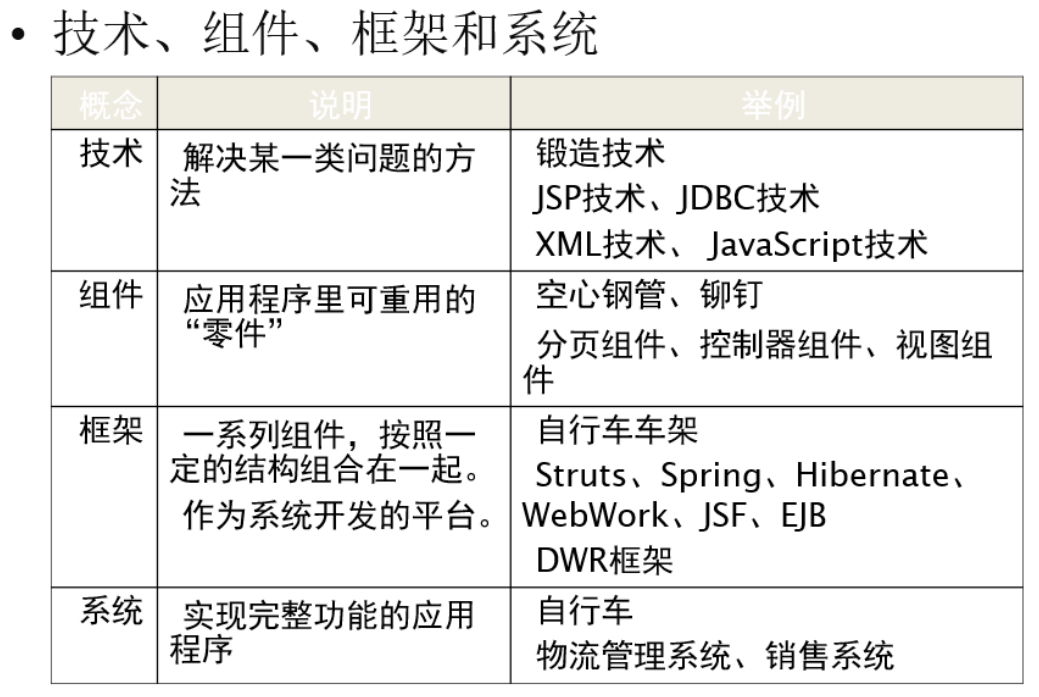 • 技术、组件、框架和系统
概念 说明 举例
技术
解决某一类问题的方
法
锻造技术
JSP技术、JDBC技术
XML技术、 JavaScript技术
组件
应用程序里可重用的
“零件”
空心钢管、铆钉
分页组件、控制器组件、视图组
件
框架
一系列组件，按照一
定的结构组合在一起。
作为系统开发的平台。
自行车车架
Struts、Spring、Hibernate、
WebWork、JSF、EJB
DWR框架
系统
实现完整功能的应用
程序
自行车
物流管理系统、销售系统